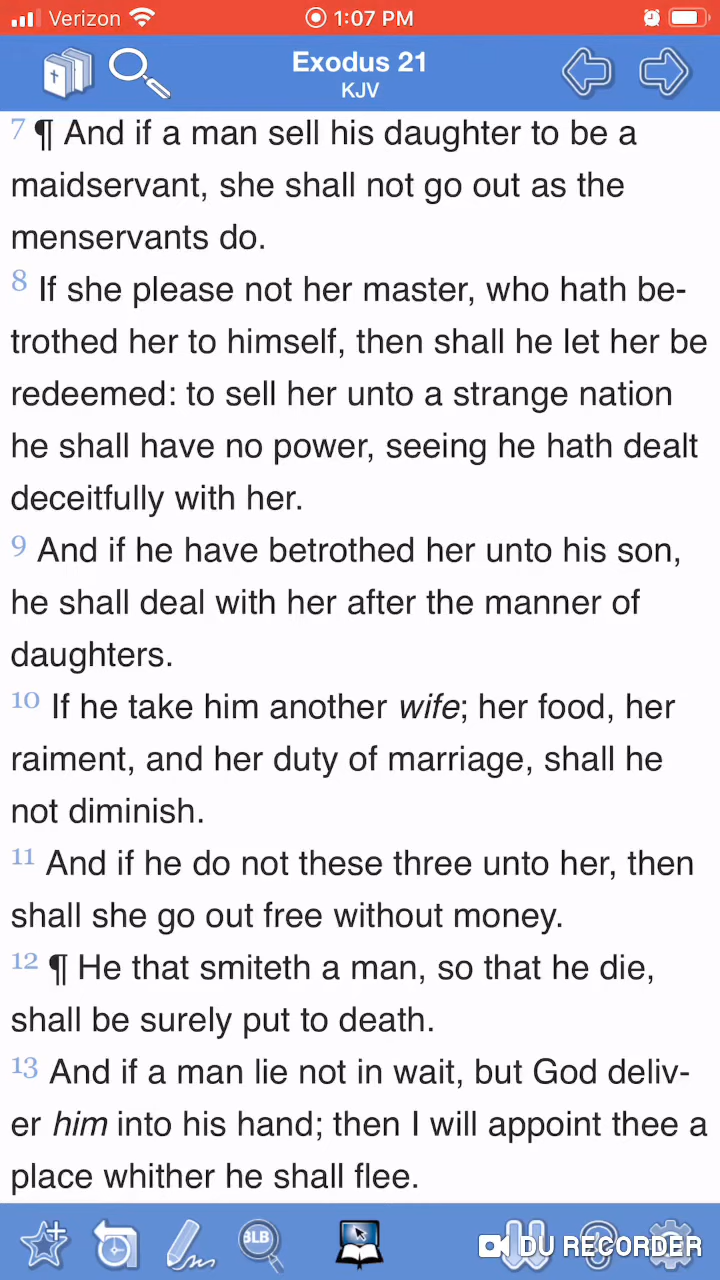 Verizon 1:07 PM
Exodus 21
KJV
7 ¶ And if a man sell his daughter to be a
maidservant, she shall not go out as the
menservants do.
8 If she please not her master, who hath be-
trothed her to himself, then shall he let her be
redeemed: to sell her unto a strange nation
he shall have no power, seeing he hath dealt
deceitfully with her.
9 And if he have betrothed her unto his son,
he shall deal with her after the manner of
daughters.
10 If he take him another wife; her food, her
raiment, and her duty of marriage, shall he
not diminish.
11 And if he do not these three unto her, then
shall she go out free without money.
12 ¶ He that smiteth a man, so that he die,
shall be surely put to death.
13 And if a man lie not in wait, but God deliv-
er him into his hand; then I will appoint thee a
place whither he shall flee.
BLB
DU RECORDER